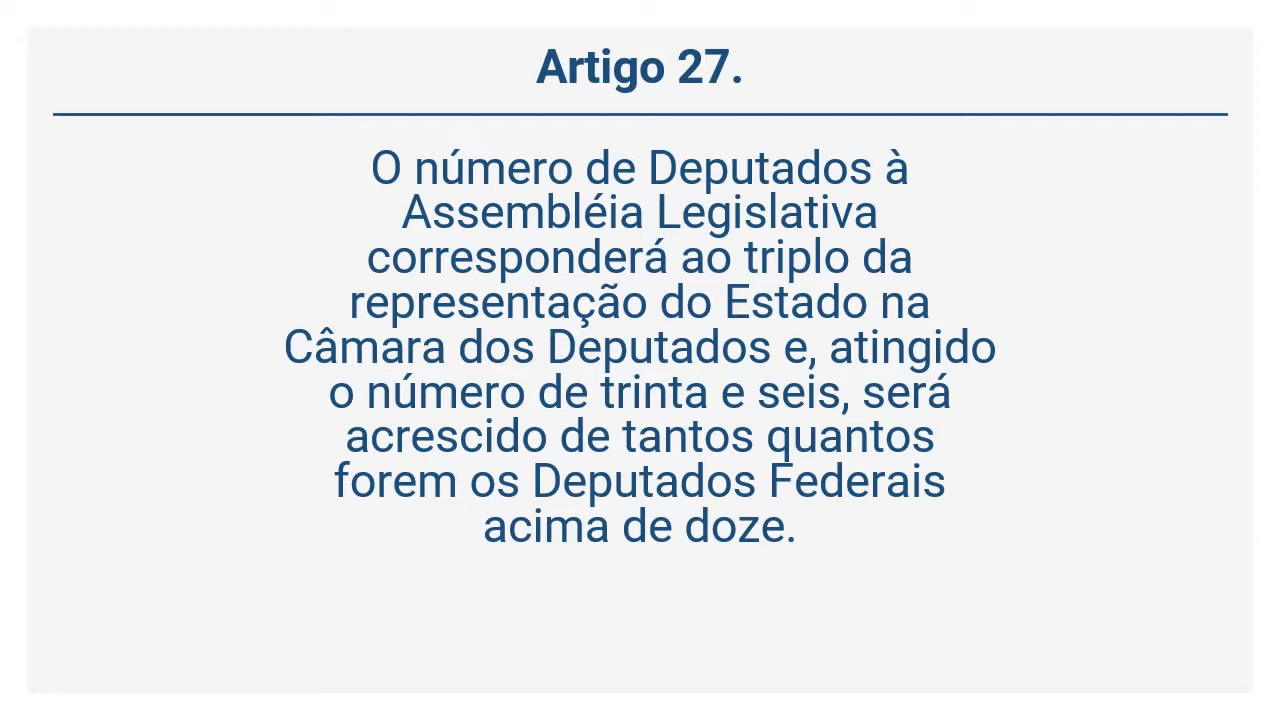 Artigo 27.
O número de Deputados à
Assembléia Legislativa
corresponderá ao triplo da
representação do Estado na
Câmara dos Deputados e, atingido
o número de trinta e seis, será
acrescido de tantos quantos
forem os Deputados Federais
acima de doze.